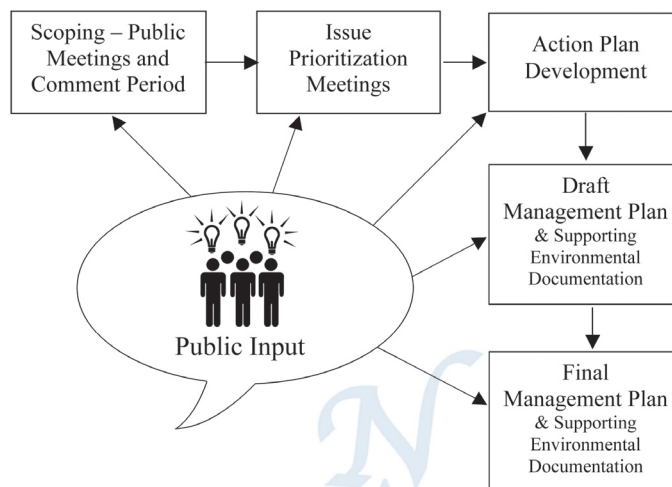 Scoping – Public
Meetings and
Comment Period
Issue
Prioritization
Meetings
Action Plan
Development
Draft
Management Plan
& Supporting
Environmental
Documentation
Public Input
Final
Management Plan
& Supporting
Environmental
Documentation
N